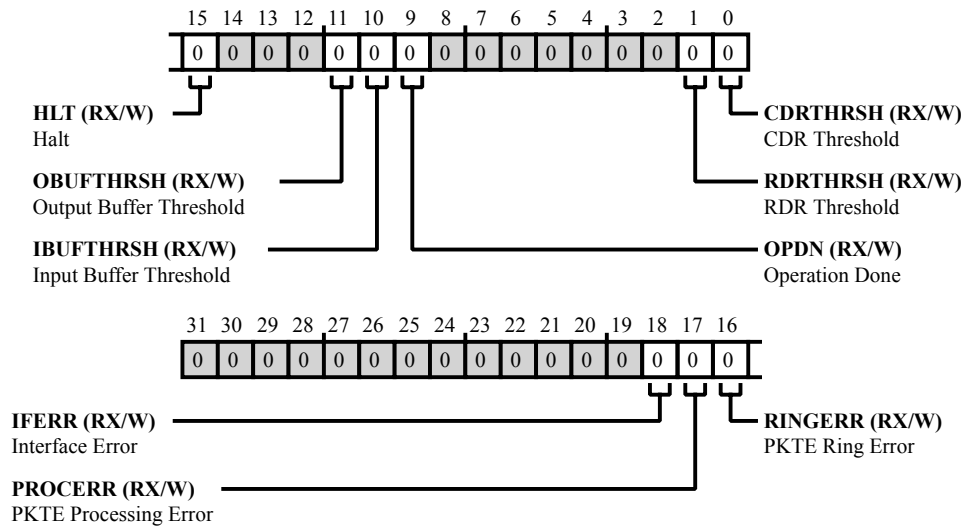 15 14 13 12 11 10 9 8 7 6 5 4 3 2 1 0
0 0 0 0 0 0 0 0 0 0 0 0 0 0 0 0
HLT (RX/W)
Halt
CDRTHRSH (RX/W)
CDR Threshold
OBUFTHRSH (RX/W)
Output Buffer Threshold
RDRTHRSH (RX/W)
RDR Threshold
IBUFTHRSH (RX/W)
Input Buffer Threshold
OPDN (RX/W)
Operation Done
31 30 29 28 27 26 25 24 23 22 21 20 19 18 17 16
0 0 0 0 0 0 0 0 0 0 0 0 0 0 0 0
IFERR (RX/W)
Interface Error
RINGERR (RX/W)
PKTE Ring Error
PROCERR (RX/W)
PKTE Processing Error